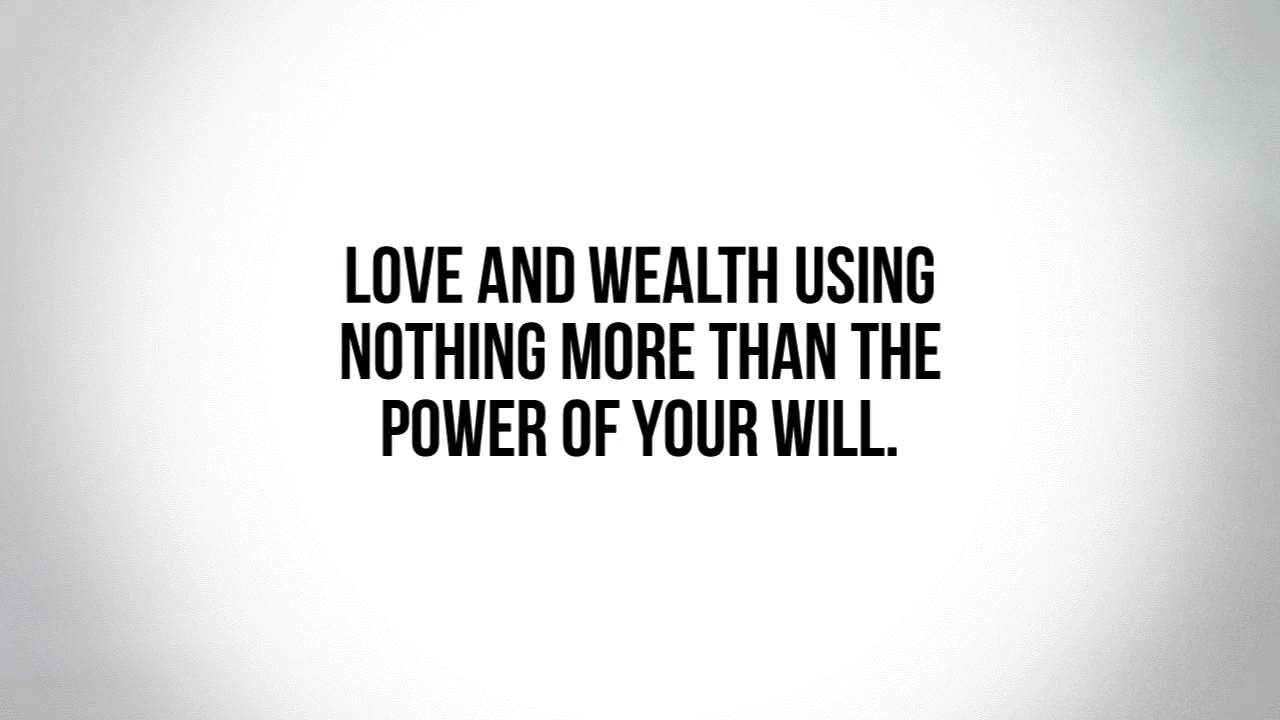 LOVE AND WEALTH USING
NOTHING MORE THAN THE
POWER OF YOUR WILL.